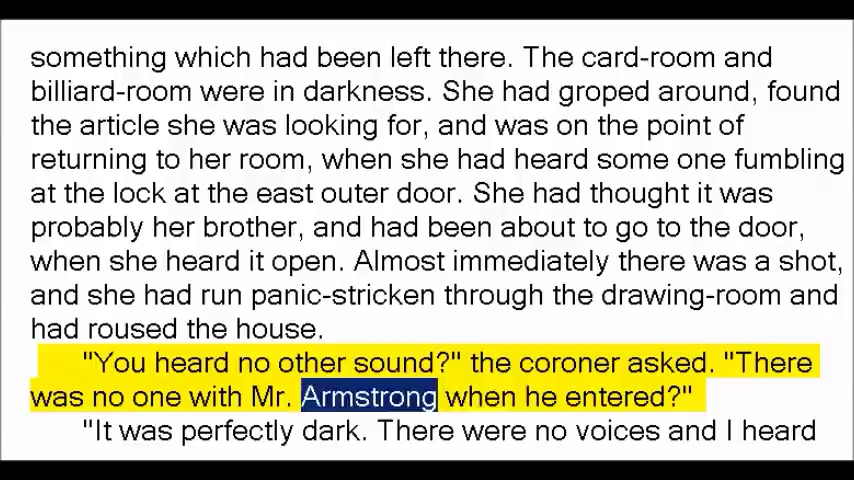 something which had been left there. The card-room and
billiard-room were in darkness. She had groped around, found
the article she was looking for, and was on the point of
returning to her room, when she had heard some one fumbling
at the lock at the east outer door. She had thought it was
probably her brother, and had been about to go to the door,
when she heard it open. Almost immediately there was a shot,
and she had run panic-stricken through the drawing-room and
had roused the house.
"You heard no other sound?" the coroner asked. "There
was no one with Mr. Armstrong when he entered?"
"It was perfectly dark. There were no voices and I heard